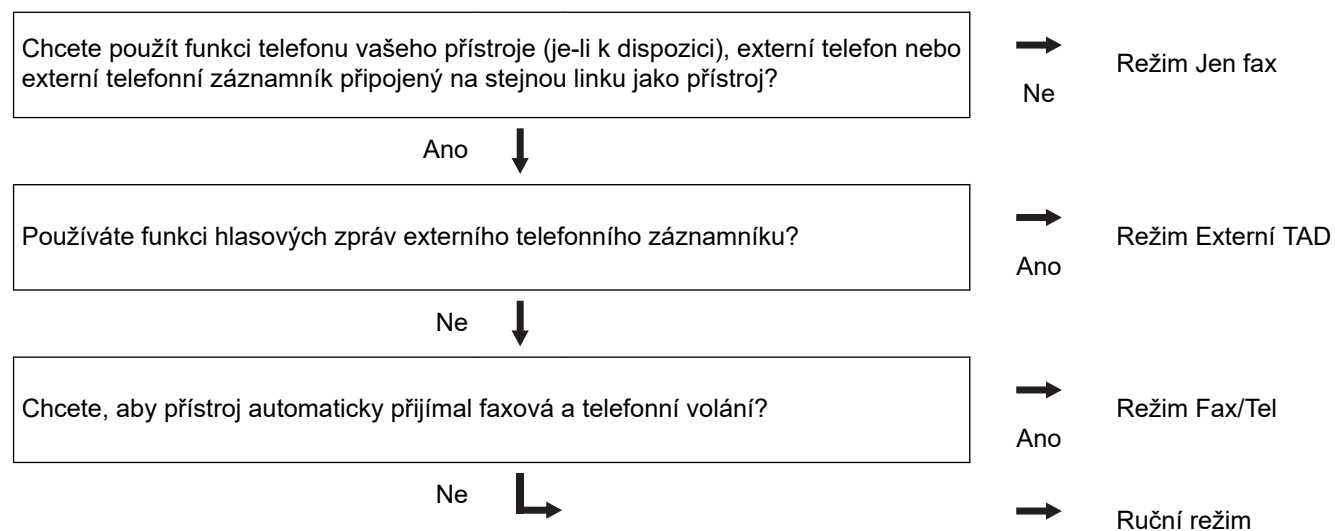 Chcete použít funkci telefonu vašeho přístroje (je-li k dispozici), externí telefon nebo
externí telefonní záznamník připojený na stejnou linku jako přístroj?
Režim Jen fax
Ne
Ano
Používáte funkci hlasových zpráv externího telefonního záznamníku?
Režim Externí TAD
Ano
Ne
Chcete, aby přístroj automaticky přijímal faxová a telefonní volání?
Režim Fax/Tel
Ano
Ne
Ruční režim